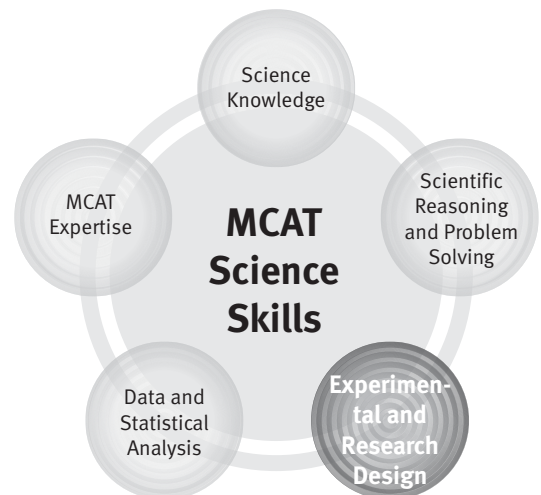 Science
Knowledge
MCAT
Expertise
Scientific
Reasoning
and Problem
Solving
MCAT
Science
Skills
Data and
Statistical
Analysis
Experimen-
tal and
Research
Design